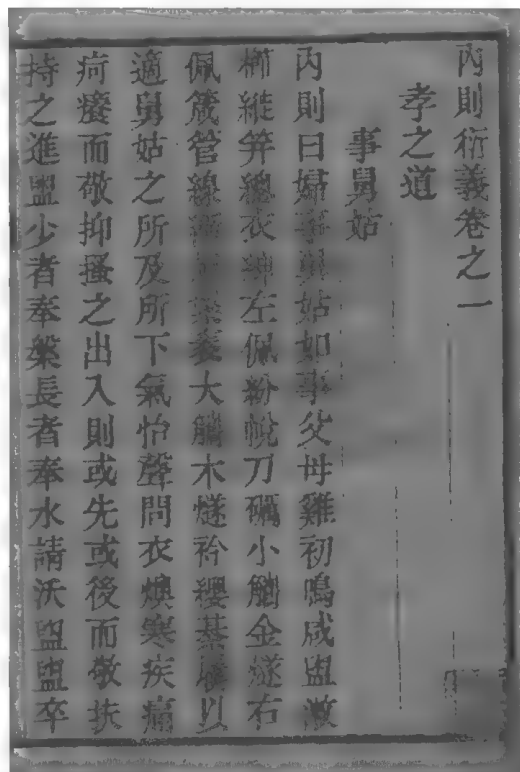 內則衍義卷之一
孝之道
事舅姑
內則曰婦事舅姑如事父母雞初鳴咸盥漱
櫛縰笄總衣紳左佩紛帨刀礪小觿金燧右
佩箴管線纊施縏袠大觿木燧衿纓綦屨以
適舅姑之所及所下氣怡聲問衣燠寒疾痛
疴癢而敬抑搔之出入則或先或後而敬扶
持之進盥少者奉槃長者奉水請沃盥盥卒